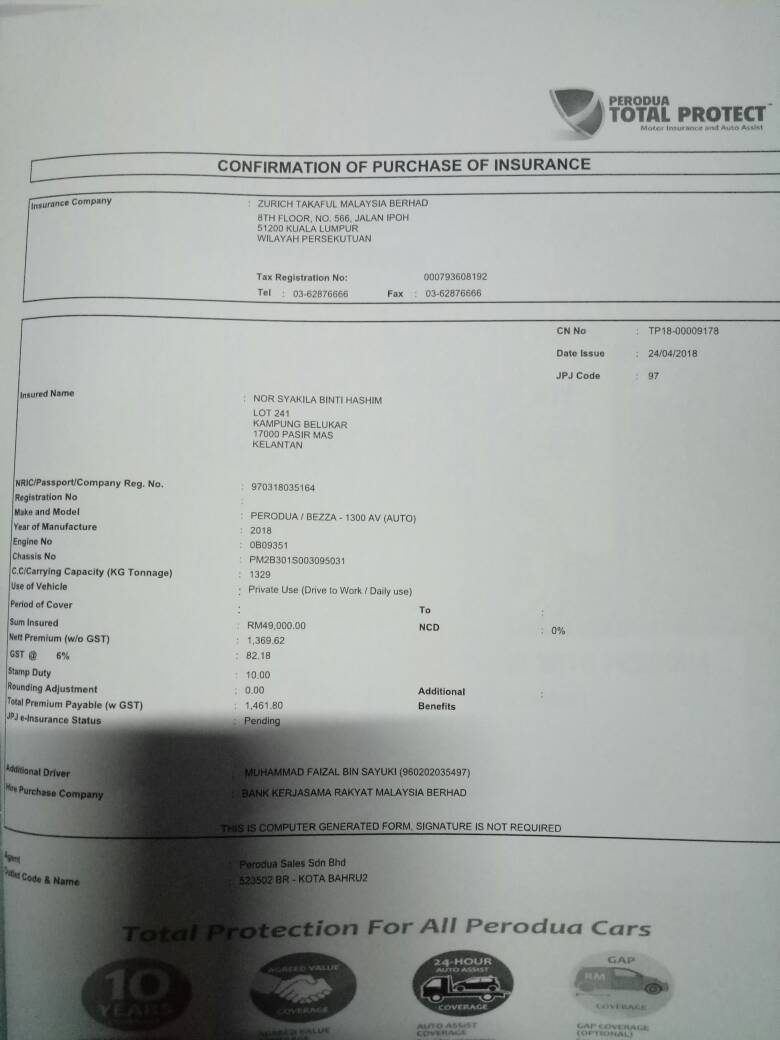 PERODUA
TOTAL PROTECT™
Motor Insurance and Auto Assist
CONFIRMATION OF PURCHASE OF INSURANCE
Insurance Company : ZURICH TAKAFUL MALAYSIA BERHAD
8TH FLOOR, NO. 566, JALAN IPOH
51200 KUALA LUMPUR
WILAYAH PERSEKUTUAN
Tax Registration No: 000793608192
Tel : 03-62876666 Fax : 03-62876666
CN No : TP18-00009178
Date Issue : 24/04/2018
JPJ Code : 97
Insured Name : NOR SYAKILA BINTI HASHIM
LOT 241
KAMPUNG BELUKAR
17000 PASIR MAS
KELANTAN
NRIC/Passport/Company Reg. No. : 970318035164
Registration No :
Make and Model : PERODUA / BEZZA - 1300 AV (AUTO)
Year of Manufacture : 2018
Engine No : 0B09351
Chassis No : PM2B301S003095031
C.C/Carrying Capacity (KG Tonnage) : 1329
Use of Vehicle : Private Use (Drive to Work / Daily use)
Period of Cover : To :
Sum Insured : RM49,000.00 NCD : 0%
Nett Premium (w/o GST) : 1,369.62
GST @ 6% : 82.18
Stamp Duty : 10.00
Rounding Adjustment : 0.00 Additional :
Total Premium Payable (w GST) : 1,461.80 Benefits
JPJ e-Insurance Status : Pending
Additional Driver : MUHAMMAD FAIZAL BIN SAYUKI (960202035497)
Hire Purchase Company : BANK KERJASAMA RAKYAT MALAYSIA BERHAD
THIS IS COMPUTER GENERATED FORM, SIGNATURE IS NOT REQUIRED
Agent : Perodua Sales Sdn Bhd
Outlet Code & Name : 523502 BR - KOTA BAHRU2
Total Protection For All Perodua Cars
10
YEARS
AGREED VALUE
COVERAGE
24-HOUR
AUTO ASSIST
COVERAGE
GAP
RM
COVERAGE
AGREED VALUE
AUTO ASSIST
COVERAGE
GAP COVERAGE
(OPTIONAL)